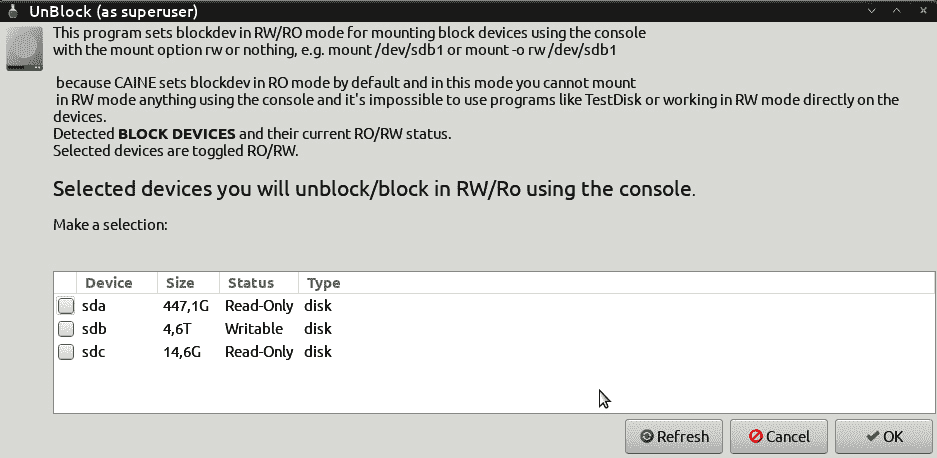 UnBlock (as superuser)
This program sets blockdev in RW/RO mode for mounting block devices using the console
with the mount option rw or nothing, e.g. mount /dev/sdb1 or mount -o rw /dev/sdb1
because CAINE sets blockdev in RO mode by default and in this mode you cannot mount
in RW mode anything using the console and it's impossible to use programs like TestDisk or working in RW mode directly on the
devices.
Detected BLOCK DEVICES and their current RO/RW status.
Selected devices are toggled RO/RW.
Selected devices you will unblock/block in RW/Ro using the console.
Make a selection:
Device Size Status Type
sda 447,1G Read-Only disk
sdb 4,6T Writable disk
sdc 14,6G Read-Only disk
Refresh Cancel OK